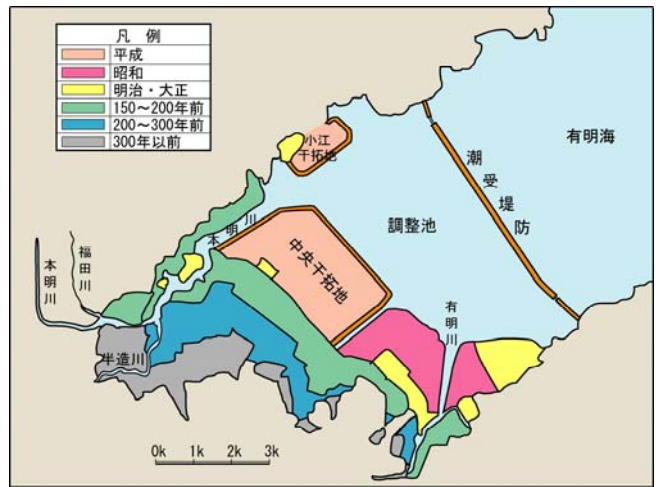 凡 例
平成
昭和
明治・大正
150～200年前
200～300年前
300年以前
小江
干拓地
有明海
潮受堤防
調整池
本明川
中央干拓地
福田川
本明川
有明川
半造川
0k 1k 2k 3k